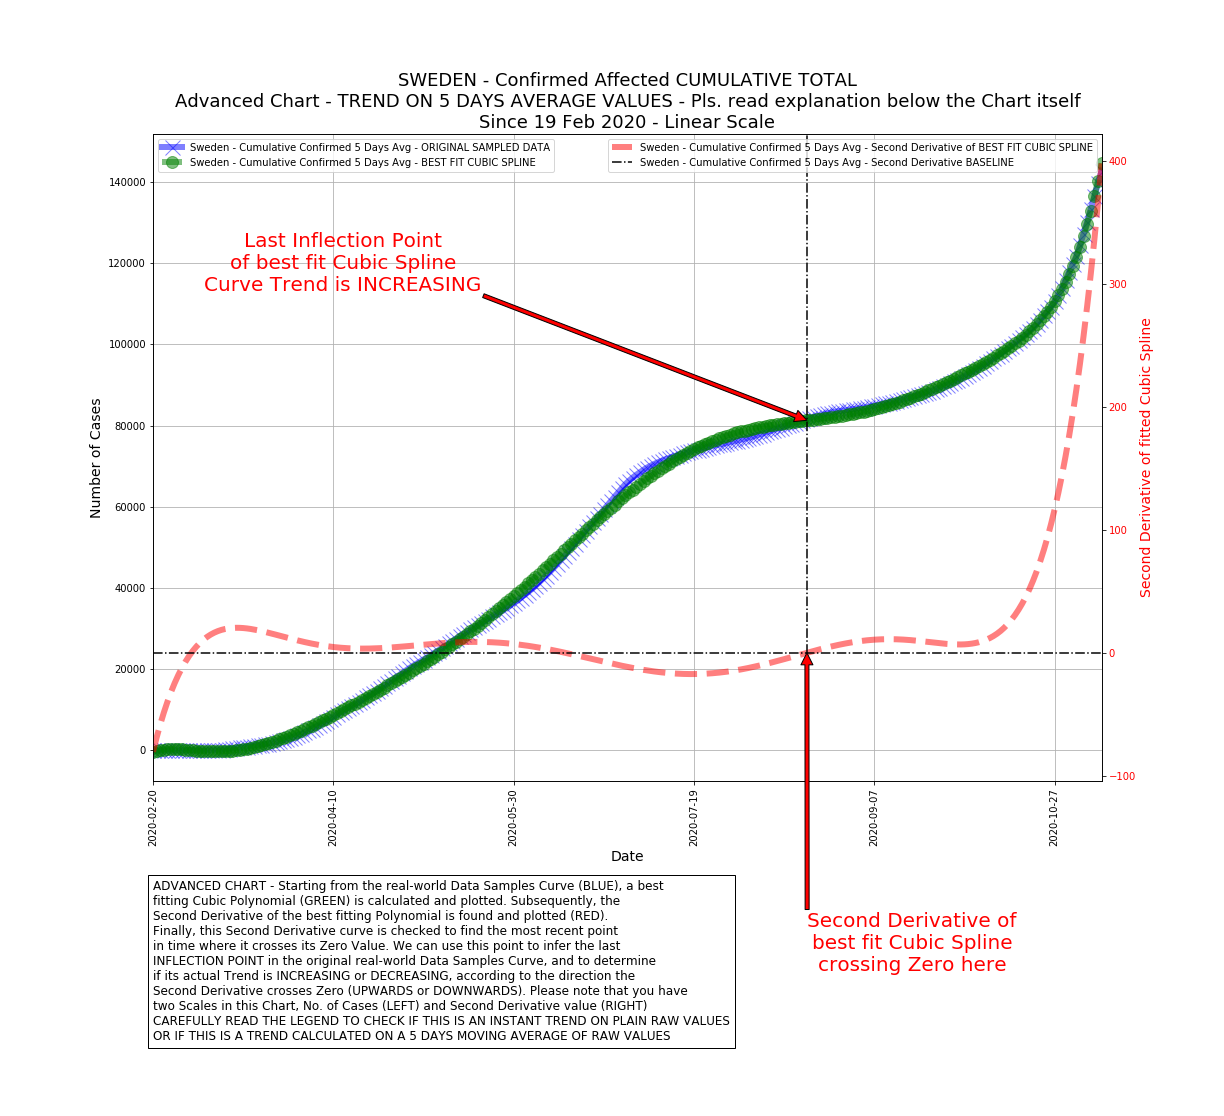 SWEDEN - Confirmed Affected CUMULATIVE TOTAL
Advanced Chart - TREND ON 5 DAYS AVERAGE VALUES - Pls. read explanation below the Chart itself
Since 19 Feb 2020 - Linear Scale
Sweden - Cumulative Confirmed 5 Days Avg - ORIGINAL SAMPLED DATA
Sweden - Cumulative Confirmed 5 Days Avg - BEST FIT CUBIC SPLINE
Sweden - Cumulative Confirmed 5 Days Avg - Second Derivative of BEST FIT CUBIC SPLINE
Sweden - Cumulative Confirmed 5 Days Avg - Second Derivative BASELINE
Last Inflection Point
of best fit Cubic Spline
Curve Trend is INCREASING
Number of Cases
140000
120000
100000
80000
60000
40000
20000
0
400
300
200
100
0
−100
Second Derivative of fitted Cubic Spline
2020-02-20
2020-04-10
2020-05-30
2020-07-19
2020-09-07
2020-10-27
Date
ADVANCED CHART - Starting from the real-world Data Samples Curve (BLUE), a best
fitting Cubic Polynomial (GREEN) is calculated and plotted. Subsequently, the
Second Derivative of the best fitting Polynomial is found and plotted (RED).
Finally, this Second Derivative curve is checked to find the most recent point
in time where it crosses its Zero Value. We can use this point to infer the last
INFLECTION POINT in the original real-world Data Samples Curve, and to determine
if its actual Trend is INCREASING or DECREASING, according to the direction the
Second Derivative crosses Zero (UPWARDS or DOWNWARDS). Please note that you have
two Scales in this Chart, No. of Cases (LEFT) and Second Derivative value (RIGHT)
CAREFULLY READ THE LEGEND TO CHECK IF THIS IS AN INSTANT TREND ON PLAIN RAW VALUES
OR IF THIS IS A TREND CALCULATED ON A 5 DAYS MOVING AVERAGE OF RAW VALUES
Second Derivative of
best fit Cubic Spline
crossing Zero here